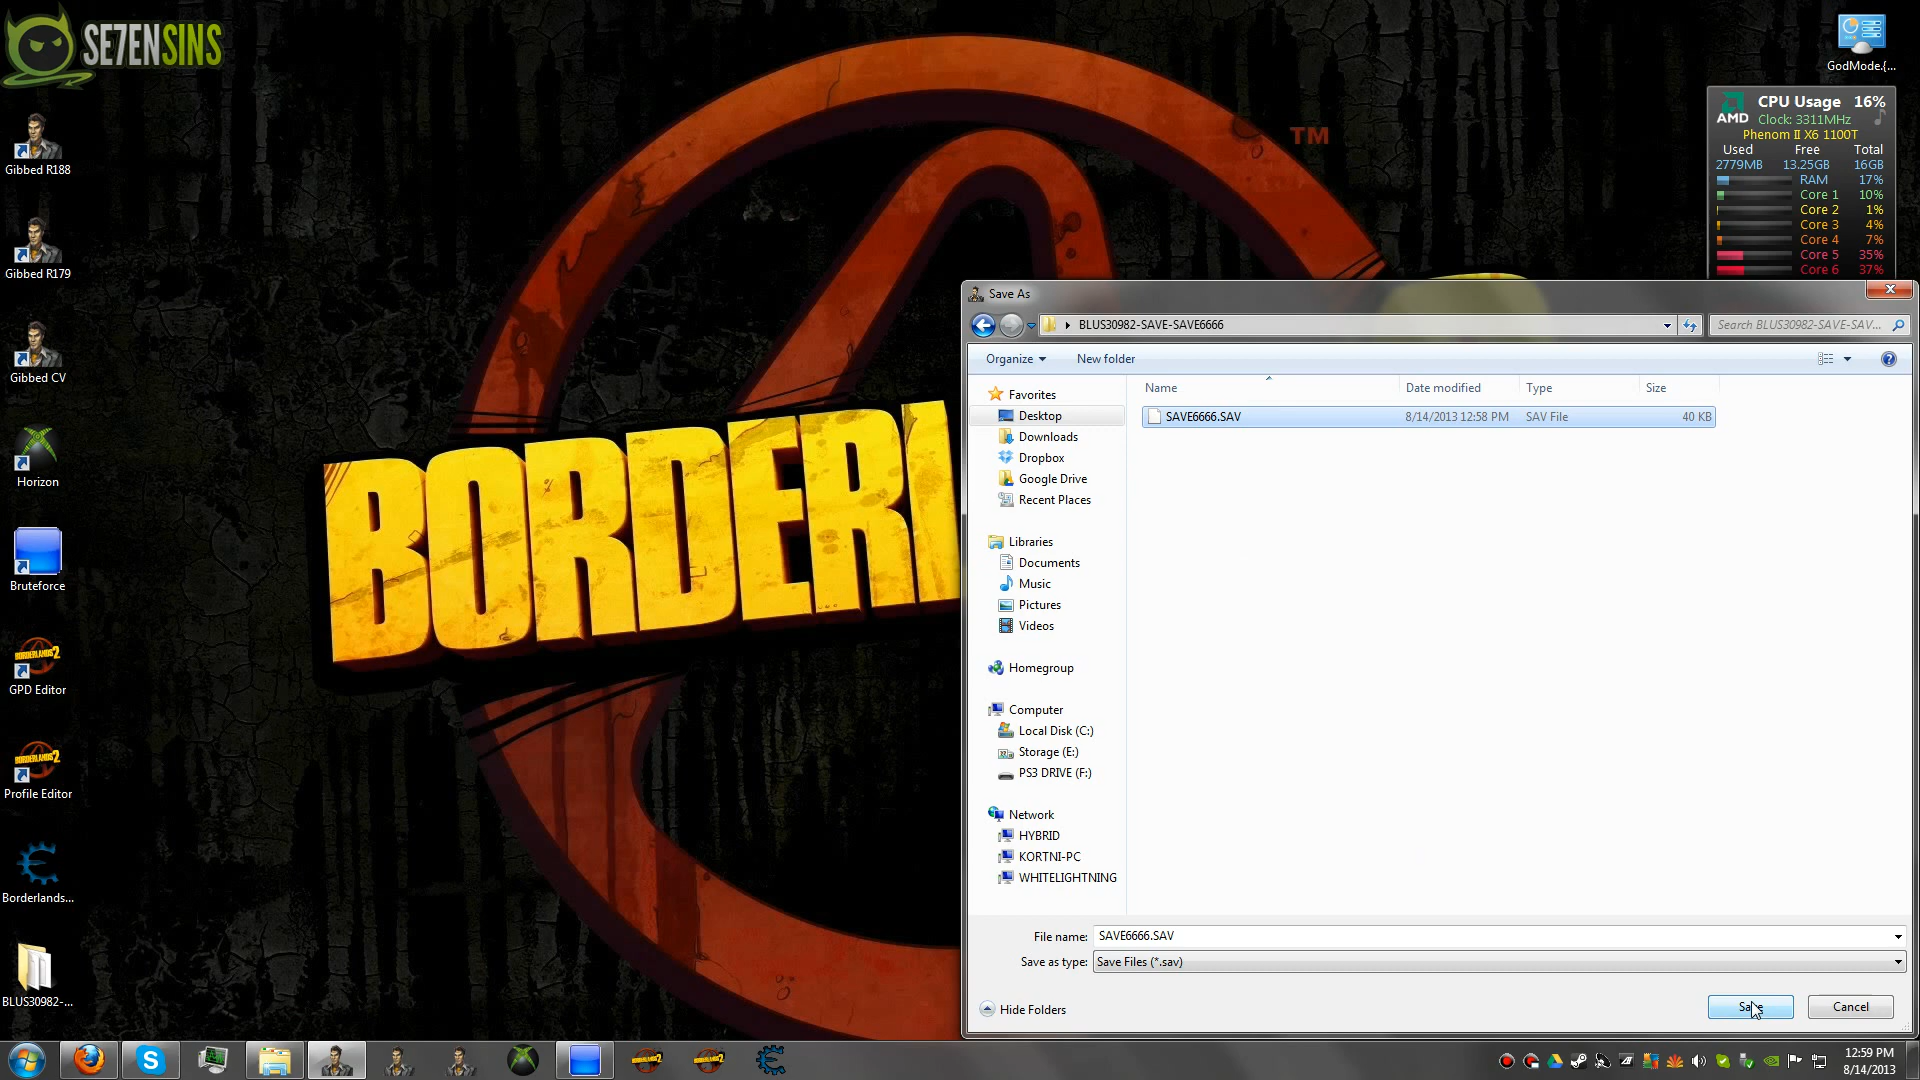 SE7ENSINS
Gibbed R188
Gibbed R179
Gibbed CV
Horizon
Bruteforce
BORDERLANDS 2
GPD Editor
BORDERLANDS 2
Profile Editor
Borderlands...
BLUS30982-...
TM
GodMode.{...
AMD
CPU Usage 16%
Clock: 3311MHz
Phenom II X6 1100T
Used Free Total
2779MB 13.25GB 16GB
RAM 17%
Core 1 10%
Core 2 1%
Core 3 4%
Core 4 7%
Core 5 35%
Core 6 37%
Save As
BLUS30982-SAVE-SAVE6666
Search BLUS30982-SAVE-SAV...
Organize New folder
Favorites
Desktop
Downloads
Dropbox
Google Drive
Recent Places
Libraries
Documents
Music
Pictures
Videos
Homegroup
Computer
Local Disk (C:)
Storage (E:)
PS3 DRIVE (F:)
Network
HYBRID
KORTNI-PC
WHITELIGHTNING
Name Date modified Type Size
SAVE6666.SAV 8/14/2013 12:58 PM SAV File 40 KB
File name: SAVE6666.SAV
Save as type: Save Files (*.sav)
Hide Folders
Save
Cancel
12:59 PM
8/14/2013